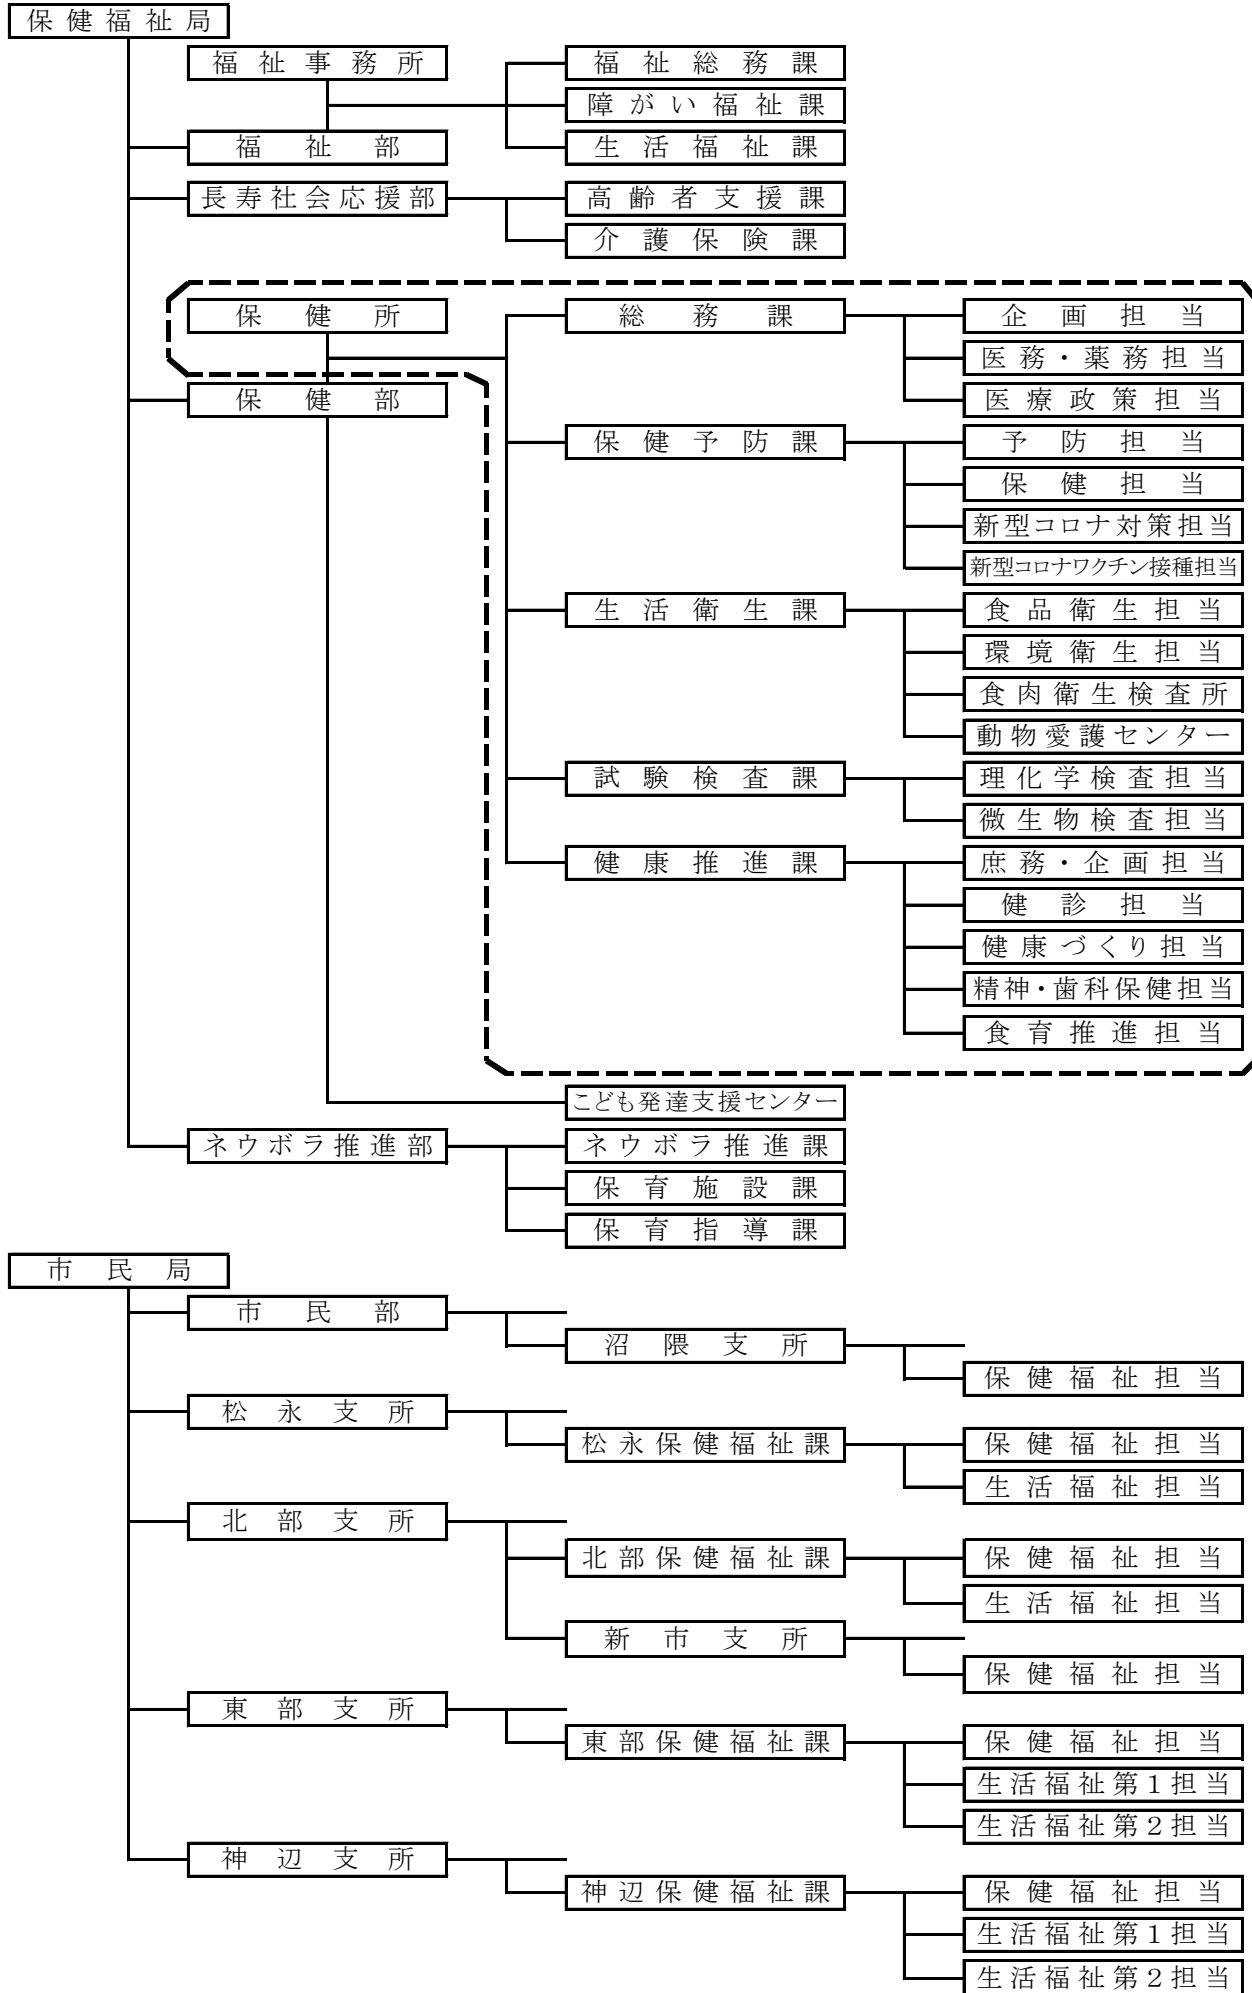 保健福祉局
福祉事務所
福祉総務課
障がい福祉課
福祉部
生活福祉課
長寿社会応援部
高齢者支援課
介護保険課
保健所
総務課
企画担当
医務・薬務担当
保健部
医療政策担当
保健予防課
予防担当
保健担当
新型コロナ対策担当
新型コロナワクチン接種担当
生活衛生課
食品衛生担当
環境衛生担当
食肉衛生検査所
動物愛護センター
試験検査課
理化学検査担当
微生物検査担当
健康推進課
庶務・企画担当
健診担当
健康づくり担当
精神・歯科保健担当
食育推進担当
こども発達支援センター
ネウボラ推進部
ネウボラ推進課
保育施設課
保育指導課
市民局
市民部
沼隈支所
保健福祉担当
松永支所
松永保健福祉課
保健福祉担当
生活福祉担当
北部支所
北部保健福祉課
保健福祉担当
生活福祉担当
新市支所
保健福祉担当
東部支所
東部保健福祉課
保健福祉担当
生活福祉第1担当
生活福祉第2担当
神辺支所
神辺保健福祉課
保健福祉担当
生活福祉第1担当
生活福祉第2担当